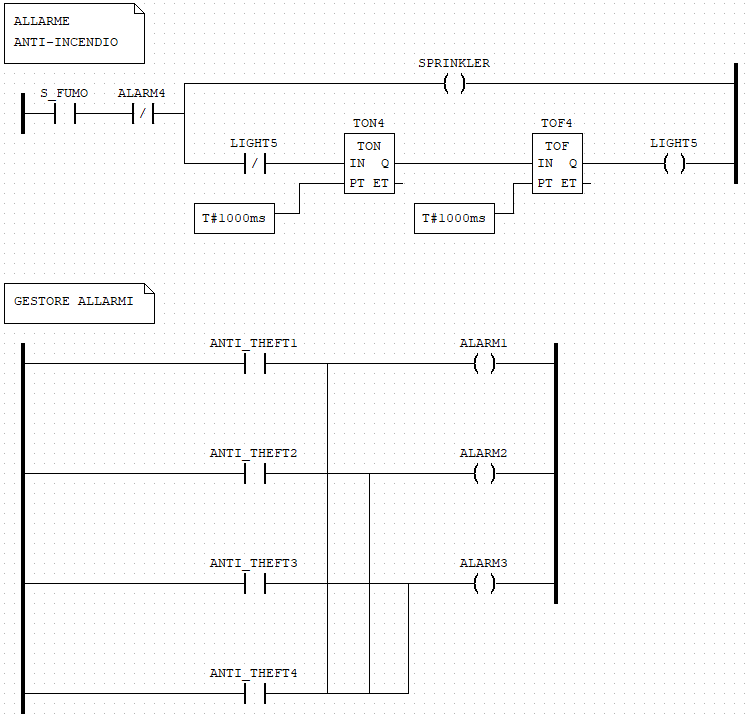 ALLARME
ANTI-INCENDIO
SPRINKLER
S_FUMO ALARM4
TON4 TOF4
LIGHT5 TON TOF LIGHT5
IN Q IN Q
PT ET PT ET
T#1000ms T#1000ms
GESTORE ALLARMI
ANTI_THEFT1 ALARM1
ANTI_THEFT2 ALARM2
ANTI_THEFT3 ALARM3
ANTI_THEFT4